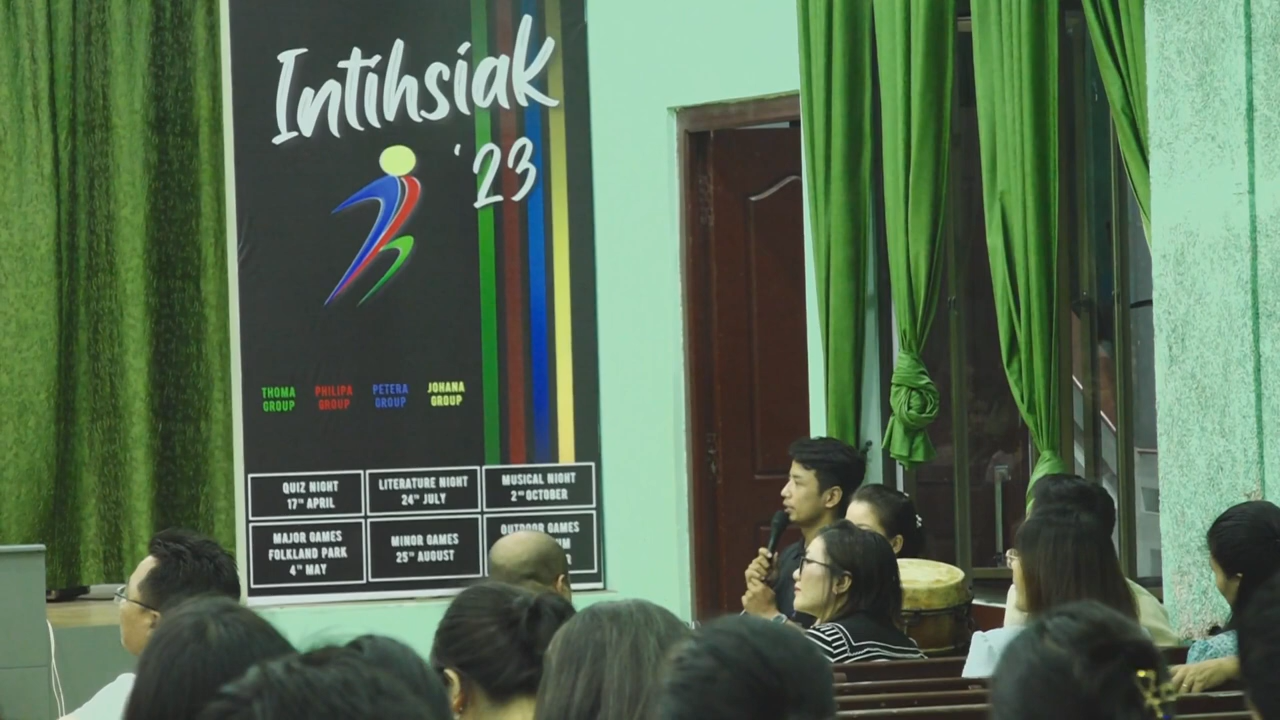 Intihsiak
'23
THOMA GROUP
PHILIPA GROUP
PETERA GROUP
JOHANA GROUP
QUIZ NIGHT
17TH APRIL
LITERATURE NIGHT
24TH JULY
MUSICAL NIGHT
2ND OCTOBER
MAJOR GAMES
FOLKLAND PARK
4TH MAY
MINOR GAMES
25TH AUGUST
OUTDOOR GAMES